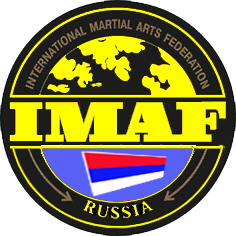 INTERNATIONAL MARTIAL ARTS FEDERATION
IMAF
RUSSIA